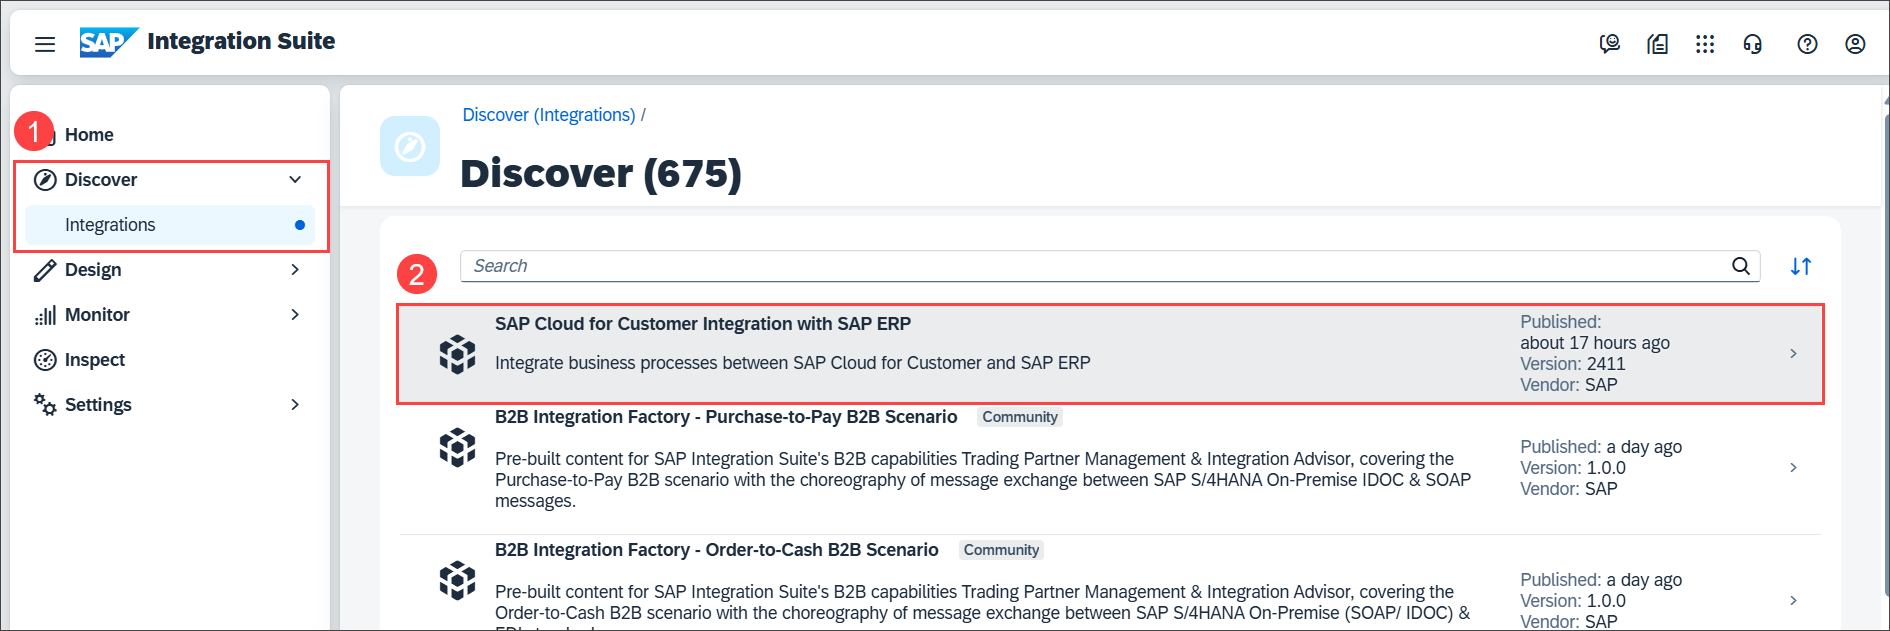 SAP Integration Suite
1
Home
Discover
Integrations
Design
Monitor
Inspect
Settings
Discover (Integrations) /
Discover (675)
2
Search
SAP Cloud for Customer Integration with SAP ERP
Integrate business processes between SAP Cloud for Customer and SAP ERP
Published:
about 17 hours ago
Version: 2411
Vendor: SAP
B2B Integration Factory - Purchase-to-Pay B2B Scenario Community
Pre-built content for SAP Integration Suite's B2B capabilities Trading Partner Management & Integration Advisor, covering the
Purchase-to-Pay B2B scenario with the choreography of message exchange between SAP S/4HANA On-Premise IDOC & SOAP
messages.
Published: a day ago
Version: 1.0.0
Vendor: SAP
B2B Integration Factory - Order-to-Cash B2B Scenario Community
Pre-built content for SAP Integration Suite's B2B capabilities Trading Partner Management & Integration Advisor, covering the
Order-to-Cash B2B scenario with the choreography of message exchange between SAP S/4HANA On-Premise (SOAP/ IDOC) &
Published: a day ago
Version: 1.0.0
Vendor: SAP